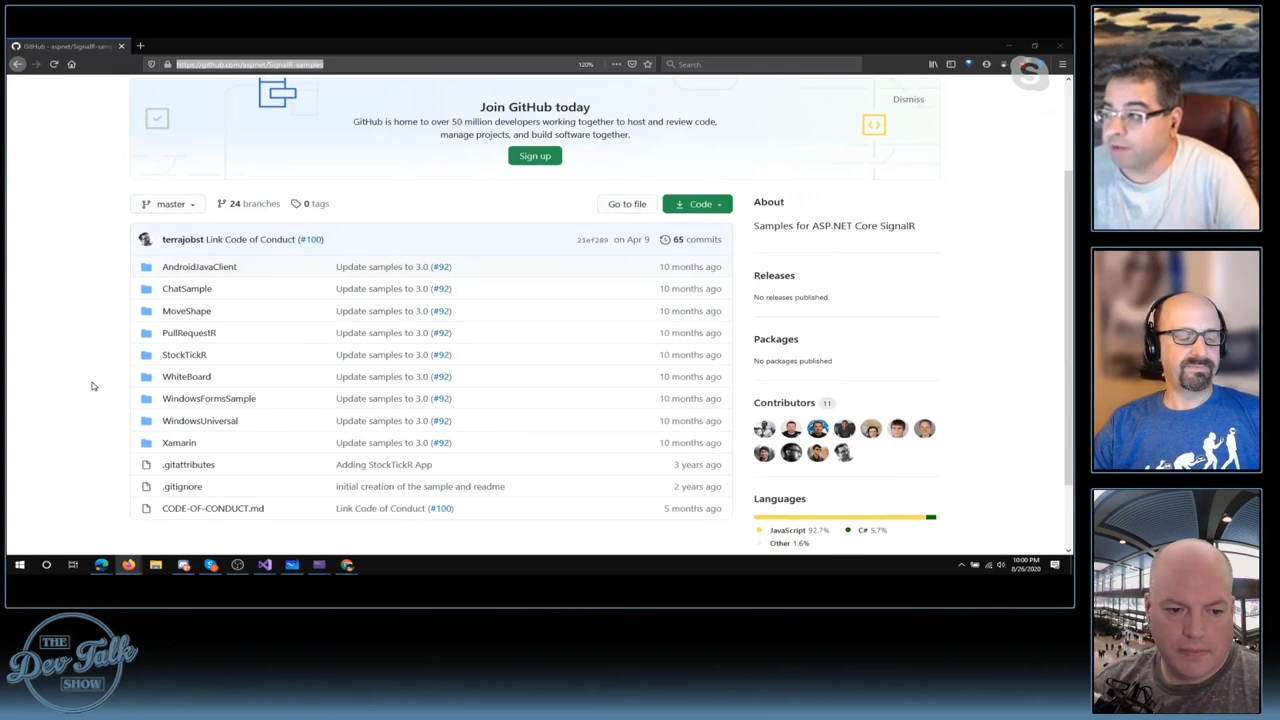 GitHub - aspnet/SignalR-samp
https://github.com/aspnet/SignalR-samples
120%
Search
Join GitHub today
Dismiss
GitHub is home to over 50 million developers working together to host and review code,
manage projects, and build software together.
Sign up
master
24 branches
0 tags
Go to file
Code
About
Samples for ASP.NET Core SignalR
terrajobst Link Code of Conduct (#100)
21ef289 on Apr 9
65 commits
AndroidJavaClient Update samples to 3.0 (#92) 10 months ago
ChatSample Update samples to 3.0 (#92) 10 months ago
MoveShape Update samples to 3.0 (#92) 10 months ago
PullRequestR Update samples to 3.0 (#92) 10 months ago
StockTickR Update samples to 3.0 (#92) 10 months ago
WhiteBoard Update samples to 3.0 (#92) 10 months ago
WindowsFormsSample Update samples to 3.0 (#92) 10 months ago
WindowsUniversal Update samples to 3.0 (#92) 10 months ago
Xamarin Update samples to 3.0 (#92) 10 months ago
.gitattributes Adding StockTickR App 3 years ago
.gitignore initial creation of the sample and readme 2 years ago
CODE-OF-CONDUCT.md Link Code of Conduct (#100) 5 months ago
Releases
No releases published
Packages
No packages published
Contributors 11
Languages
JavaScript 92.7%
C# 5.7%
Other 1.6%
10:00 PM
8/26/2020
THE
Dev Talk
SHOW